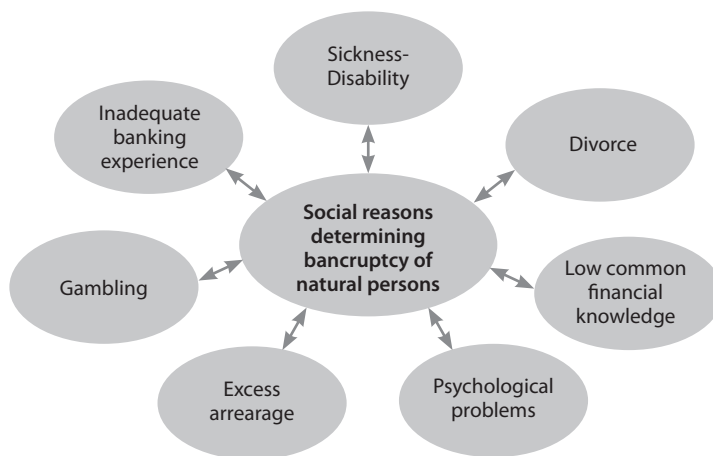 Sickness-
Disability
Inadequate
banking
experience
Divorce
Social reasons
determining
bancruptcy of
natural persons
Gambling
Low common
financial
knowledge
Excess
arrearage
Psychological
problems